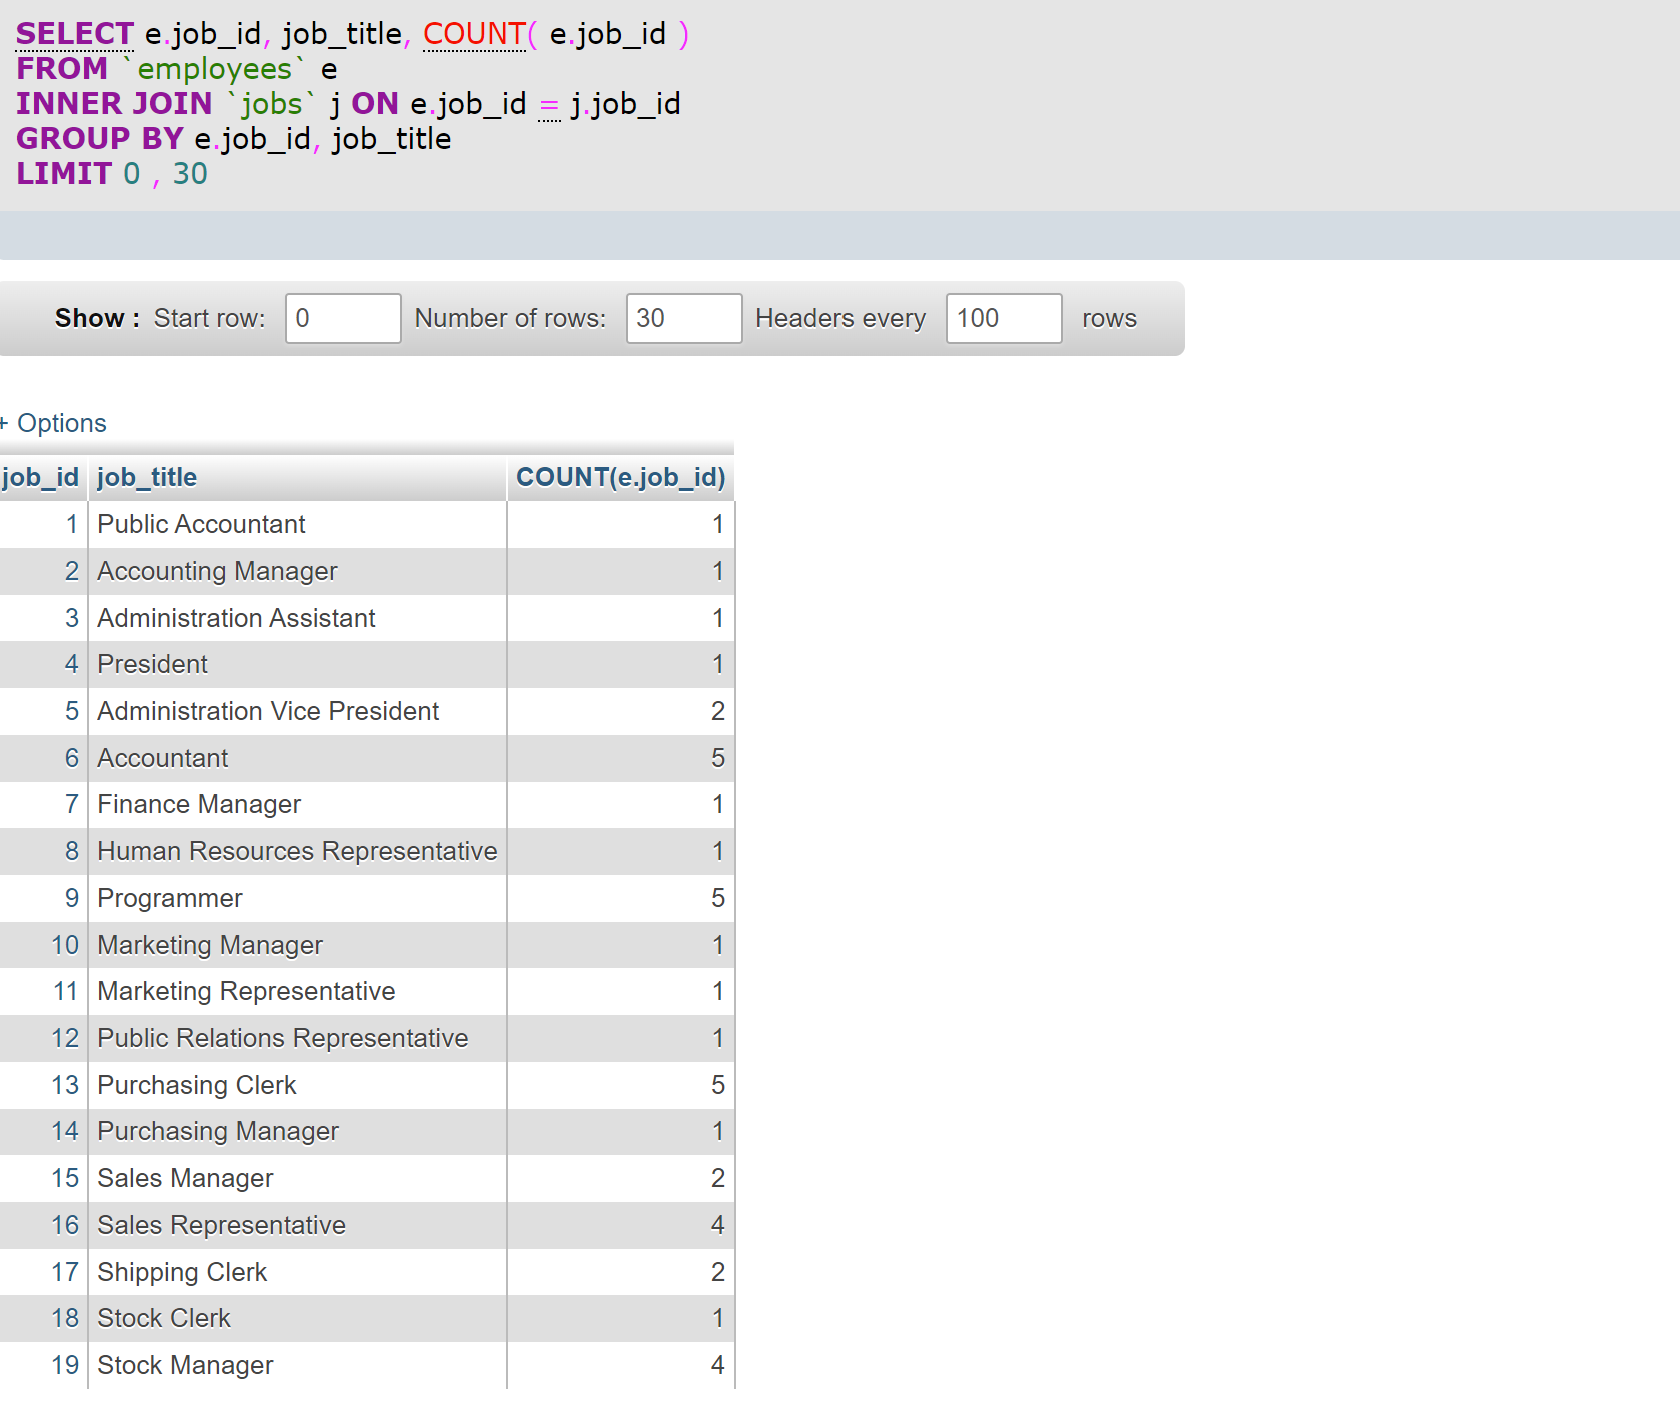 SELECT e.job_id, job_title, COUNT( e.job_id )
FROM `employees` e
INNER JOIN `jobs` j ON e.job_id = j.job_id
GROUP BY e.job_id, job_title
LIMIT 0 , 30
Show : Start row: 0 Number of rows: 30 Headers every 100 rows
+ Options
job_id job_title COUNT(e.job_id)
1 Public Accountant 1
2 Accounting Manager 1
3 Administration Assistant 1
4 President 1
5 Administration Vice President 2
6 Accountant 5
7 Finance Manager 1
8 Human Resources Representative 1
9 Programmer 5
10 Marketing Manager 1
11 Marketing Representative 1
12 Public Relations Representative 1
13 Purchasing Clerk 5
14 Purchasing Manager 1
15 Sales Manager 2
16 Sales Representative 4
17 Shipping Clerk 2
18 Stock Clerk 1
19 Stock Manager 4